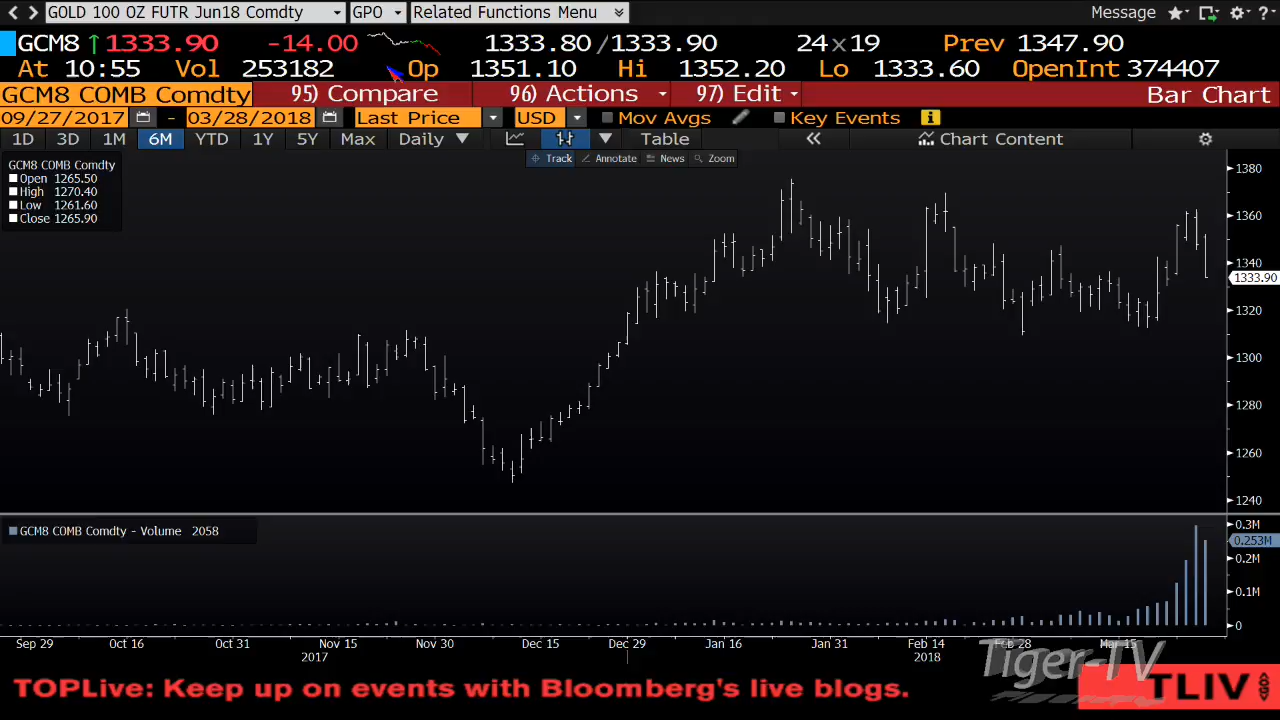 GOLD 100 OZ FUTR Jun18 Comdty GPO Related Functions Menu Message
GCM8 ↑1333.90 -14.00 1333.80/1333.90 24x19 Prev 1347.90
At 10:55 Vol 253182 Op 1351.10 Hi 1352.20 Lo 1333.60 OpenInt 374407
GCM8 COMB Comdty 95) Compare 96) Actions 97) Edit Bar Chart
09/27/2017 - 03/28/2018 Last Price USD Mov Avgs Key Events
1D 3D 1M 6M YTD 1Y 5Y Max Daily Table « Chart Content
Track Annotate News Zoom
GCM8 COMB Comdty
Open 1265.50
High 1270.40
Low 1261.60
Close 1265.90
1380
1360
1340
1333.90
1320
1300
1280
1260
1240
GCM8 COMB Comdty - Volume 2058
0.3M
0.253M
0.2M
0.1M
0
Sep 29 Oct 16 Oct 31 Nov 15 Nov 30 Dec 15 Dec 29 Jan 16 Jan 31 Feb 14 Feb 28 Mar 15
2017 2018
Tiger-TV
TOPLive: Keep up on events with Bloomberg's live blogs. TLIV